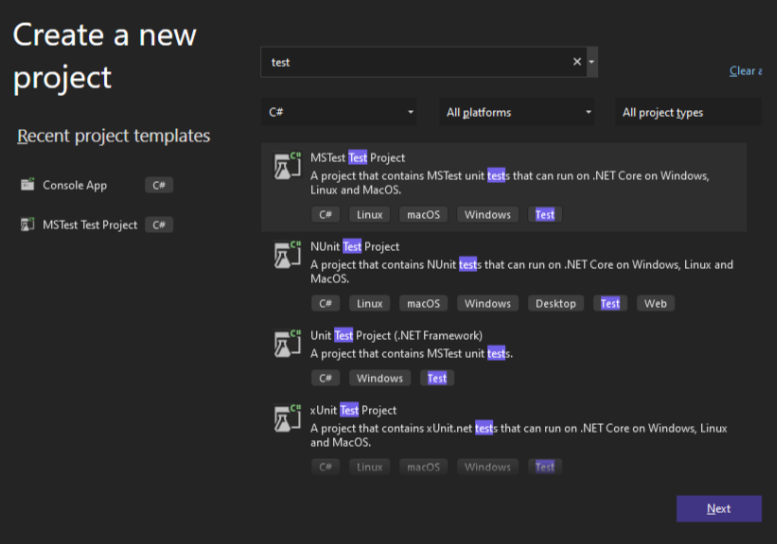 Create a new
project
Recent project templates
Console App C#
MSTest Test Project C#
test
Clear
C# All platforms All project types
C#
MSTest Test Project
A project that contains MSTest unit tests that can run on .NET Core on Windows,
Linux and MacOS.
C# Linux macOS Windows Test
C#
NUnit Test Project
A project that contains NUnit tests that can run on .NET Core on Windows, Linux and
MacOS.
C# Linux macOS Windows Desktop Test Web
C#
Unit Test Project (.NET Framework)
A project that contains MSTest unit tests.
C# Windows Test
C#
xUnit Test Project
A project that contains xUnit.net tests that can run on .NET Core on Windows, Linux
and MacOS.
C# Linux macOS Windows Test
Next